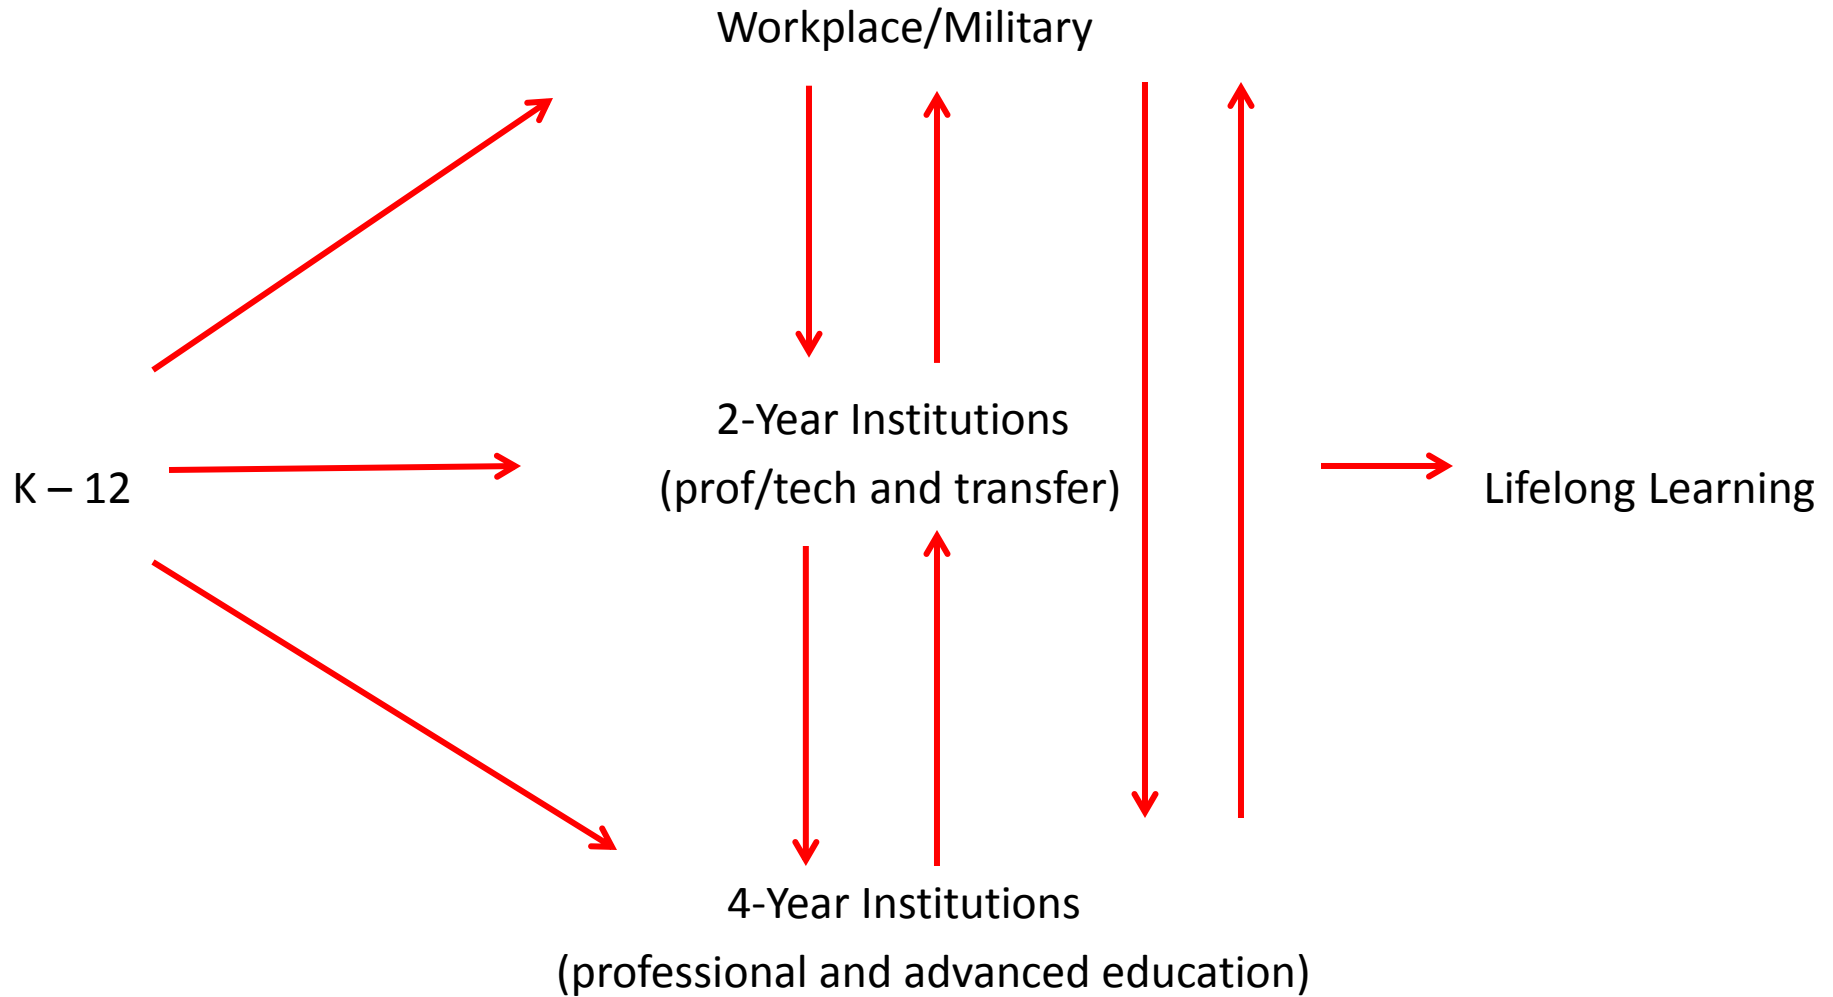 Workplace/Military
2-Year Institutions
(prof/tech and transfer)
K – 12
Lifelong Learning
4-Year Institutions
(professional and advanced education)